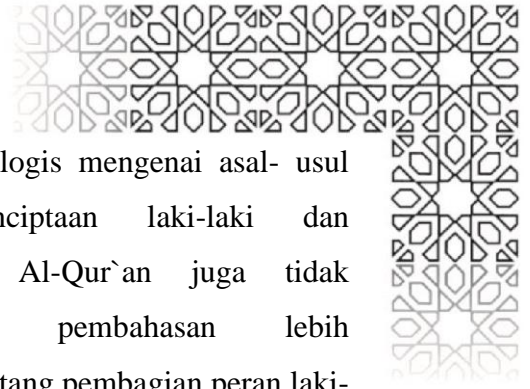 logis mengenai asal- usul
nciptaan laki-laki dan
Al-Qur`an juga tidak
pembahasan lebih
tang pembagian peran laki-